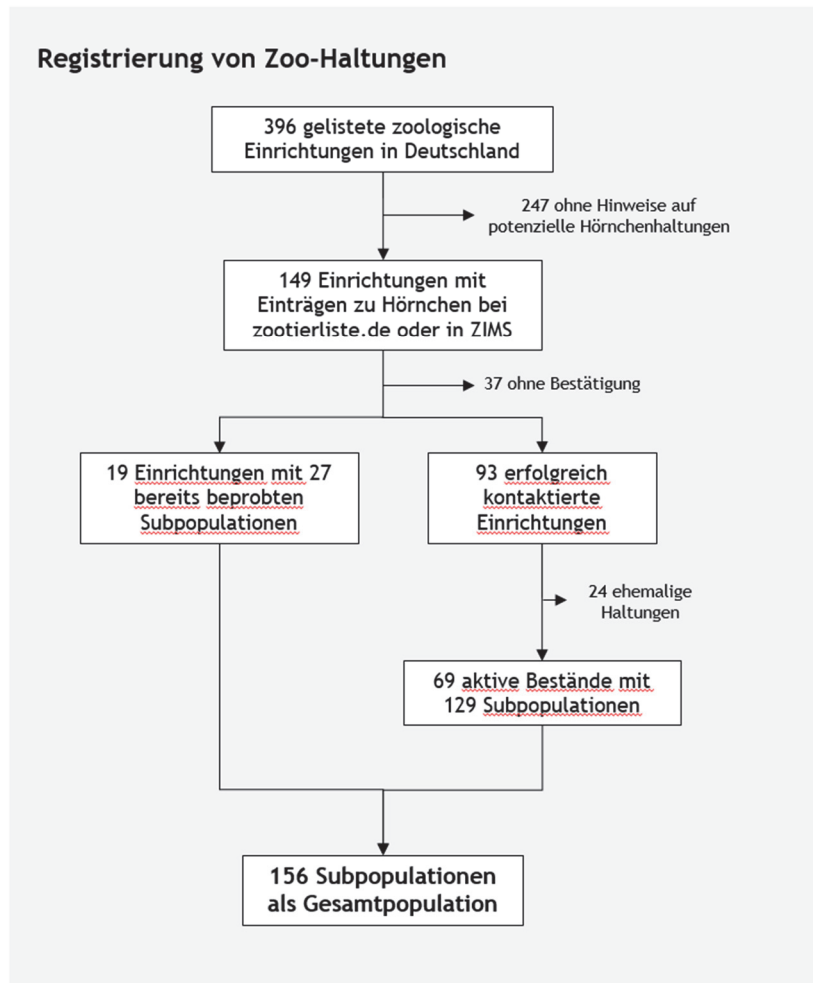 Registrierung von Zoo-Haltungen
396 gelistete zoologische
Einrichtungen in Deutschland
247 ohne Hinweise auf
potenzielle Hörnchenhaltungen
149 Einrichtungen mit
Einträgen zu Hörnchen bei
zootierliste.de oder in ZIMS
37 ohne Bestätigung
19 Einrichtungen mit 27
bereits beprobten
Subpopulationen
93 erfolgreich
kontaktierte
Einrichtungen
24 ehemalige
Haltungen
69 aktive Bestände mit
129 Subpopulationen
156 Subpopulationen
als Gesamtpopulation